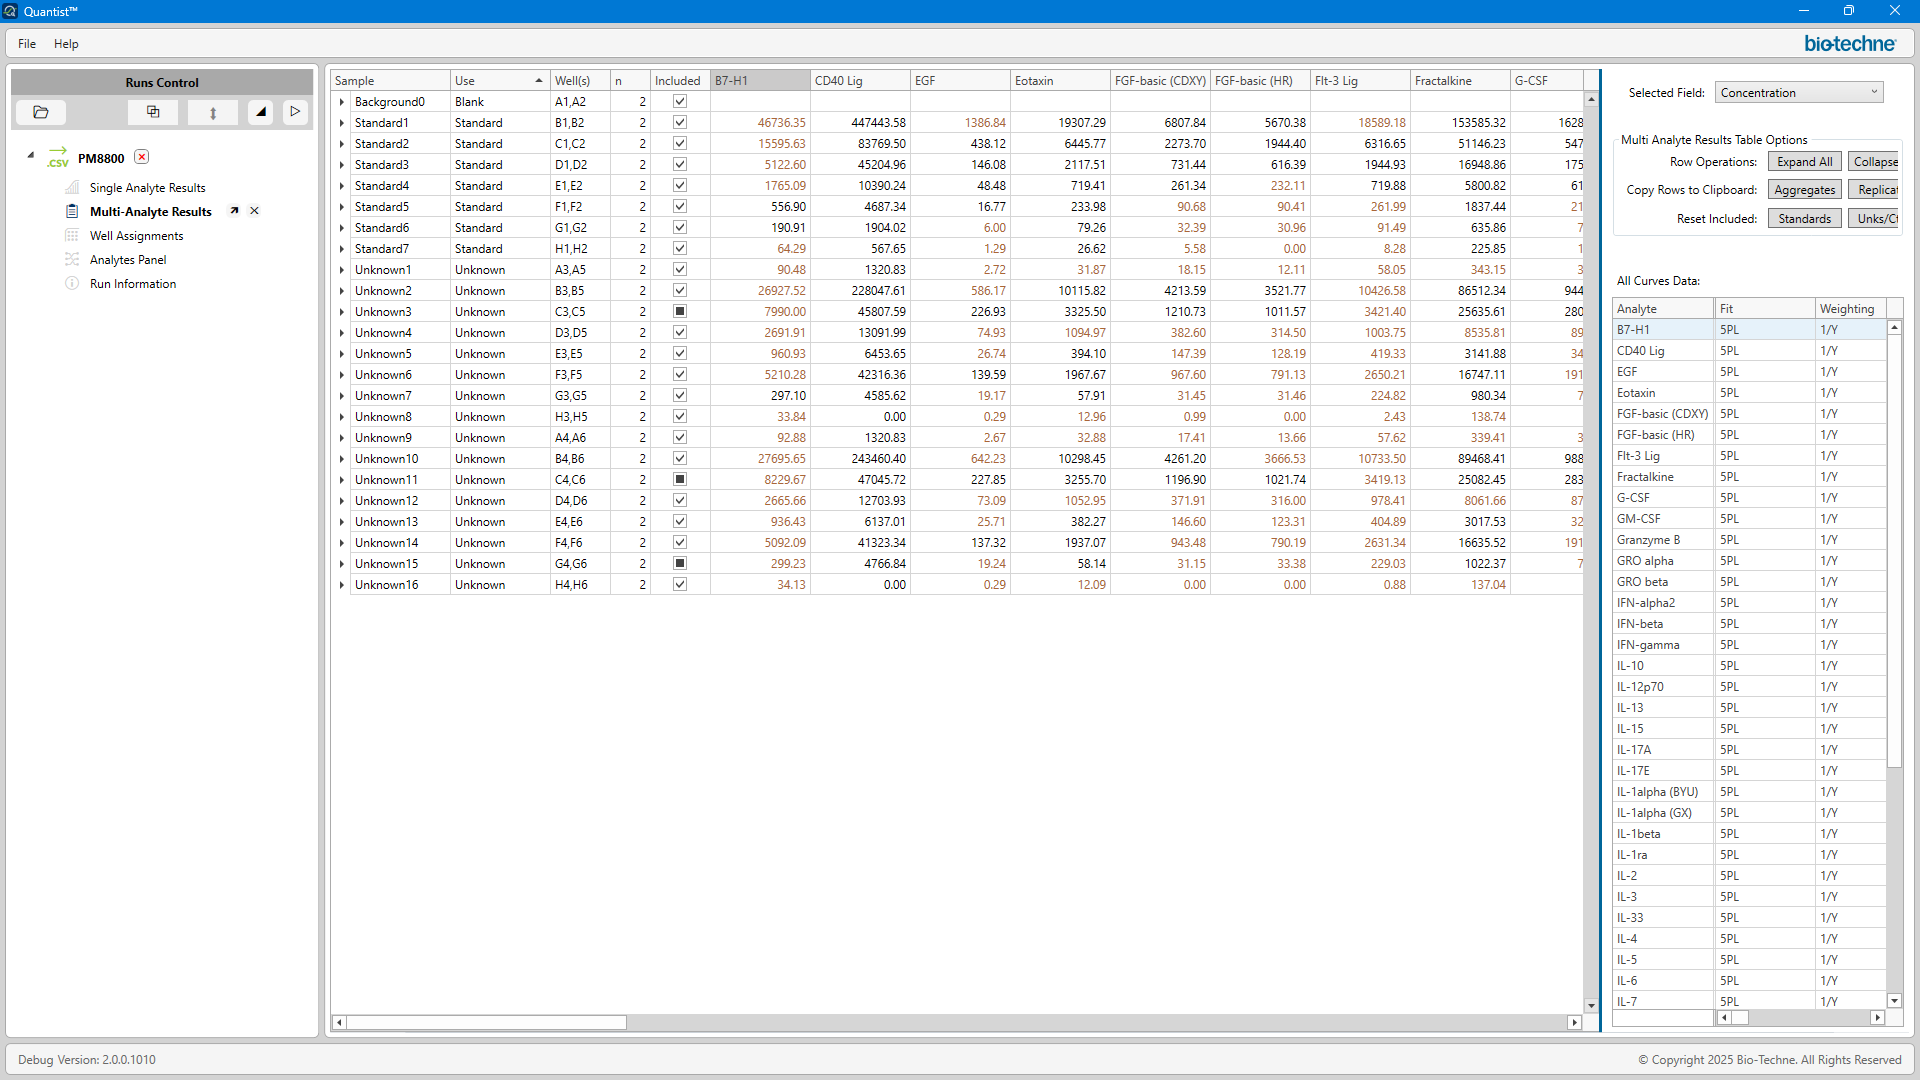 Quantist™
File Help
bio-techne
Runs Control
PM8800
.CSV
Single Analyte Results
Multi-Analyte Results
Well Assignments
Analytes Panel
Run Information
Sample Use Well(s) n Included B7-H1 CD40 Lig EGF Eotaxin FGF-basic (CDXY) FGF-basic (HR) Flt-3 Lig Fractalkine G-CSF
Background0 Blank A1,A2 2
Standard1 Standard B1,B2 2 46736.35 447443.58 1386.84 19307.29 6807.84 5670.38 18589.18 153585.32 1628
Standard2 Standard C1,C2 2 15595.63 83769.50 438.12 6445.77 2273.70 1944.40 6316.65 51146.23 547
Standard3 Standard D1,D2 2 5122.60 45204.96 146.08 2117.51 731.44 616.39 1944.93 16948.86 175
Standard4 Standard E1,E2 2 1765.09 10390.24 48.48 719.41 261.34 232.11 719.88 5800.82 61
Standard5 Standard F1,F2 2 556.90 4687.34 16.77 233.98 90.68 90.41 261.99 1837.44 21
Standard6 Standard G1,G2 2 190.91 1904.02 6.00 79.26 32.39 30.96 91.49 635.86 7
Standard7 Standard H1,H2 2 64.29 567.65 1.29 26.62 5.58 0.00 8.28 225.85 1
Unknown1 Unknown A3,A5 2 90.48 1320.83 2.72 31.87 18.15 12.11 58.05 343.15 3
Unknown2 Unknown B3,B5 2 26927.52 228047.61 586.17 10115.82 4213.59 3521.77 10426.58 86512.34 944
Unknown3 Unknown C3,C5 2 7990.00 45807.59 226.93 3325.50 1210.73 1011.57 3421.40 25635.61 280
Unknown4 Unknown D3,D5 2 2691.91 13091.99 74.93 1094.97 382.60 314.50 1003.75 8535.81 89
Unknown5 Unknown E3,E5 2 960.93 6453.65 26.74 394.10 147.39 128.19 419.33 3141.88 34
Unknown6 Unknown F3,F5 2 5210.28 42316.36 139.59 1967.67 967.60 791.13 2650.21 16747.11 191
Unknown7 Unknown G3,G5 2 297.10 4585.62 19.17 57.91 31.45 31.46 224.82 980.34 7
Unknown8 Unknown H3,H5 2 33.84 0.00 0.29 12.96 0.99 0.00 2.43 138.74
Unknown9 Unknown A4,A6 2 92.88 1320.83 2.67 32.88 17.41 13.66 57.62 339.41 3
Unknown10 Unknown B4,B6 2 27695.65 243460.40 642.23 10298.45 4261.20 3666.53 10733.50 89468.41 988
Unknown11 Unknown C4,C6 2 8229.67 47045.72 227.85 3255.70 1196.90 1021.74 3419.13 25082.45 283
Unknown12 Unknown D4,D6 2 2665.66 12703.93 73.09 1052.95 371.91 316.00 978.41 8061.66 87
Unknown13 Unknown E4,E6 2 936.43 6137.01 25.71 382.27 146.60 123.31 404.89 3017.53 32
Unknown14 Unknown F4,F6 2 5092.09 41323.34 137.32 1937.07 943.48 790.19 2631.34 16635.52 191
Unknown15 Unknown G4,G6 2 299.23 4766.84 19.24 58.14 31.15 33.38 229.03 1022.37 7
Unknown16 Unknown H4,H6 2 34.13 0.00 0.29 12.09 0.00 0.00 0.88 137.04
Selected Field: Concentration
Multi Analyte Results Table Options
Row Operations: Expand All Collapse
Copy Rows to Clipboard: Aggregates Replicat
Reset Included: Standards Unks/Ct
All Curves Data:
Analyte Fit Weighting
B7-H1 5PL 1/Y
CD40 Lig 5PL 1/Y
EGF 5PL 1/Y
Eotaxin 5PL 1/Y
FGF-basic (CDXY) 5PL 1/Y
FGF-basic (HR) 5PL 1/Y
Flt-3 Lig 5PL 1/Y
Fractalkine 5PL 1/Y
G-CSF 5PL 1/Y
GM-CSF 5PL 1/Y
Granzyme B 5PL 1/Y
GRO alpha 5PL 1/Y
GRO beta 5PL 1/Y
IFN-alpha2 5PL 1/Y
IFN-beta 5PL 1/Y
IFN-gamma 5PL 1/Y
IL-10 5PL 1/Y
IL-12p70 5PL 1/Y
IL-13 5PL 1/Y
IL-15 5PL 1/Y
IL-17A 5PL 1/Y
IL-17E 5PL 1/Y
IL-1alpha (BYU) 5PL 1/Y
IL-1alpha (GX) 5PL 1/Y
IL-1beta 5PL 1/Y
IL-1ra 5PL 1/Y
IL-2 5PL 1/Y
IL-3 5PL 1/Y
IL-33 5PL 1/Y
IL-4 5PL 1/Y
IL-5 5PL 1/Y
IL-6 5PL 1/Y
IL-7 5PL 1/Y
Debug Version: 2.0.0.1010
© Copyright 2025 Bio-Techne. All Rights Reserved